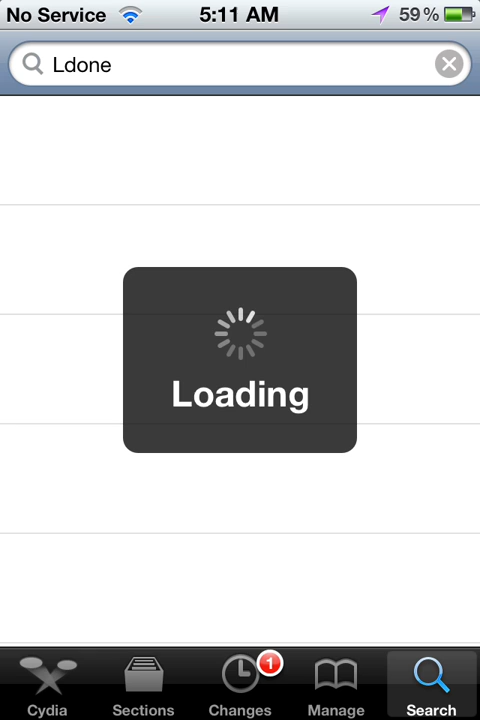 No Service 5:11 AM 59%
Ldone
Loading
1
Cydia Sections Changes Manage Search